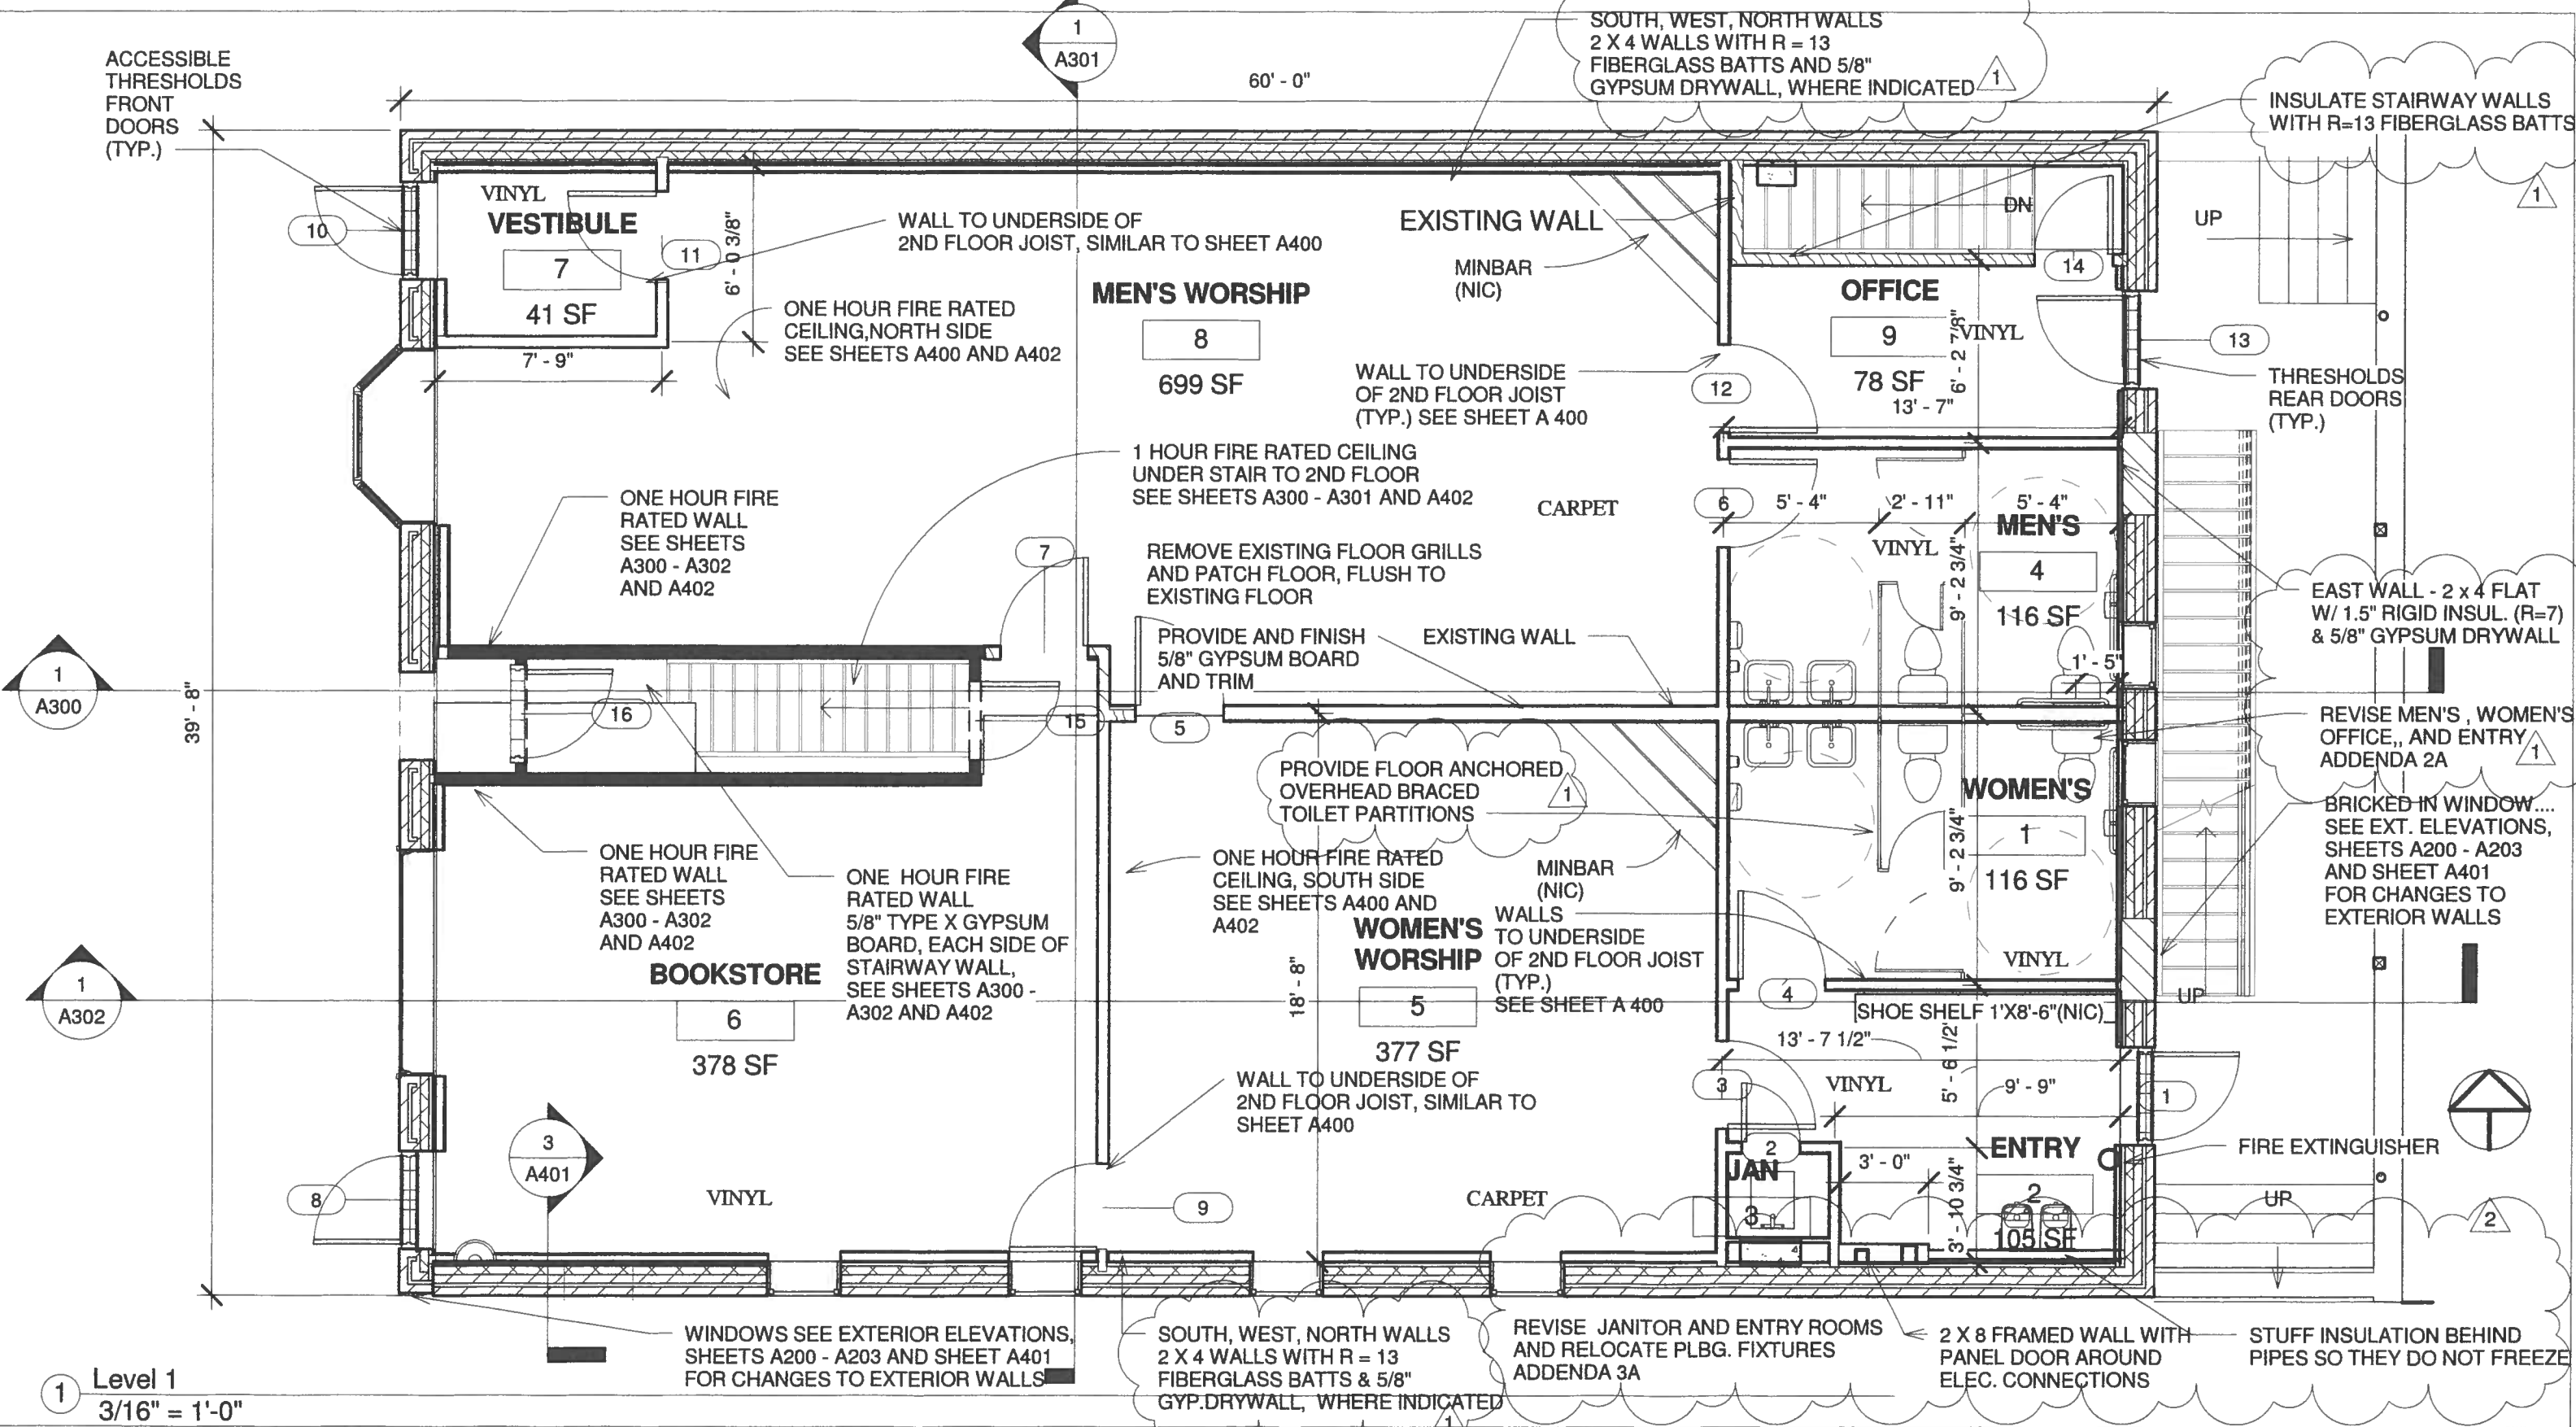 ACCESSIBLE
THRESHOLDS
FRONT
DOORS
(TYP.)
1
A301
60' - 0"
SOUTH, WEST, NORTH WALLS
2 X 4 WALLS WITH R = 13
FIBERGLASS BATTS AND 5/8"
GYPSUM DRYWALL, WHERE INDICATED
1
INSULATE STAIRWAY WALLS
WITH R=13 FIBERGLASS BATTS
1
10
VINYL
VESTIBULE
7
41 SF
7' - 9"
11
6' - 0 3/8"
WALL TO UNDERSIDE OF
2ND FLOOR JOIST, SIMILAR TO SHEET A400
ONE HOUR FIRE RATED
CEILING,NORTH SIDE
SEE SHEETS A400 AND A402
MEN'S WORSHIP
8
699 SF
EXISTING WALL
MINBAR
(NIC)
WALL TO UNDERSIDE
OF 2ND FLOOR JOIST
(TYP.) SEE SHEET A 400
DN
14
OFFICE
9
78 SF
VINYL
6' - 2 7/8"
13' - 7"
12
UP
13
THRESHOLDS
REAR DOORS
(TYP.)
1 HOUR FIRE RATED CEILING
UNDER STAIR TO 2ND FLOOR
SEE SHEETS A300 - A301 AND A402
ONE HOUR FIRE
RATED WALL
SEE SHEETS
A300 - A302
AND A402
CARPET
6
5' - 4"
2' - 11"
5' - 4"
MEN'S
4
116 SF
VINYL
9' - 2 3/4"
1' - 5"
7
REMOVE EXISTING FLOOR GRILLS
AND PATCH FLOOR, FLUSH TO
EXISTING FLOOR
PROVIDE AND FINISH
5/8" GYPSUM BOARD
AND TRIM
EXISTING WALL
EAST WALL - 2 x 4 FLAT
W/ 1.5" RIGID INSUL. (R=7)
& 5/8" GYPSUM DRYWALL
1
A300
39' - 8"
16
15
5
REVISE MEN'S , WOMEN'S
OFFICE,, AND ENTRY
ADDENDA 2A
1
PROVIDE FLOOR ANCHORED
OVERHEAD BRACED
TOILET PARTITIONS
1
WOMEN'S
1
116 SF
9' - 2 3/4"
VINYL
BRICKED IN WINDOW....
SEE EXT. ELEVATIONS,
SHEETS A200 - A203
AND SHEET A401
FOR CHANGES TO
EXTERIOR WALLS
ONE HOUR FIRE
RATED WALL
SEE SHEETS
A300 - A302
AND A402
ONE HOUR FIRE
RATED WALL
5/8" TYPE X GYPSUM
BOARD, EACH SIDE OF
STAIRWAY WALL,
SEE SHEETS A300 -
A302 AND A402
ONE HOUR FIRE RATED
CEILING, SOUTH SIDE
SEE SHEETS A400 AND
A402
MINBAR
(NIC)
WALLS
TO UNDERSIDE
OF 2ND FLOOR JOIST
(TYP.)
SEE SHEET A 400
1
A302
BOOKSTORE
6
378 SF
WOMEN'S
WORSHIP
5
377 SF
18' - 8"
4
UP
SHOE SHELF 1'X8'-6"(NIC)
13' - 7 1/2"
5' - 6 1/2"
VINYL
9' - 9"
3
1
WALL TO UNDERSIDE OF
2ND FLOOR JOIST, SIMILAR TO
SHEET A400
3
A401
2
JAN
3
3' - 0"
3' - 10 3/4"
ENTRY
2
105 SF
FIRE EXTINGUISHER
8
VINYL
9
CARPET
UP
2
WINDOWS SEE EXTERIOR ELEVATIONS,
SHEETS A200 - A203 AND SHEET A401
FOR CHANGES TO EXTERIOR WALLS
SOUTH, WEST, NORTH WALLS
2 X 4 WALLS WITH R = 13
FIBERGLASS BATTS & 5/8"
GYP.DRYWALL, WHERE INDICATED
1
REVISE JANITOR AND ENTRY ROOMS
AND RELOCATE PLBG. FIXTURES
ADDENDA 3A
2 X 8 FRAMED WALL WITH
PANEL DOOR AROUND
ELEC. CONNECTIONS
STUFF INSULATION BEHIND
PIPES SO THEY DO NOT FREEZE
1
Level 1
3/16" = 1'-0"